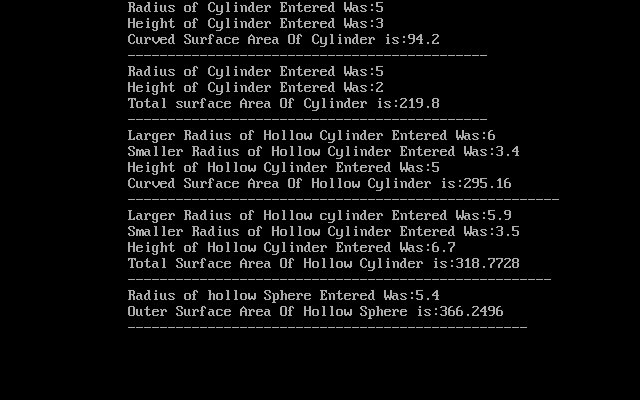 Radius of Cylinder Entered Was:5
Height of Cylinder Entered Was:3
Curved Surface Area Of Cylinder is:94.2
---------------------------------------------
Radius of Cylinder Entered Was:5
Height of Cylinder Entered Was:2
Total surface Area Of Cylinder is:219.8
---------------------------------------------
Larger Radius of Hollow Cylinder Entered Was:6
Smaller Radius of Hollow Cylinder Entered Was:3.4
Height of Hollow Cylinder Entered Was:5
Curved Surface Area Of Hollow Cylinder is:295.16
------------------------------------------------------
Larger Radius of Hollow cylinder Entered Was:5.9
Smaller Radius of Hollow Cylinder Entered Was:3.5
Height of Hollow Cylinder Entered Was:6.7
Total Surface Area Of Hollow Cylinder is:318.7728
-----------------------------------------------------
Radius of hollow Sphere Entered Was:5.4
Outer Surface Area Of Hollow Sphere is:366.2496
--------------------------------------------------